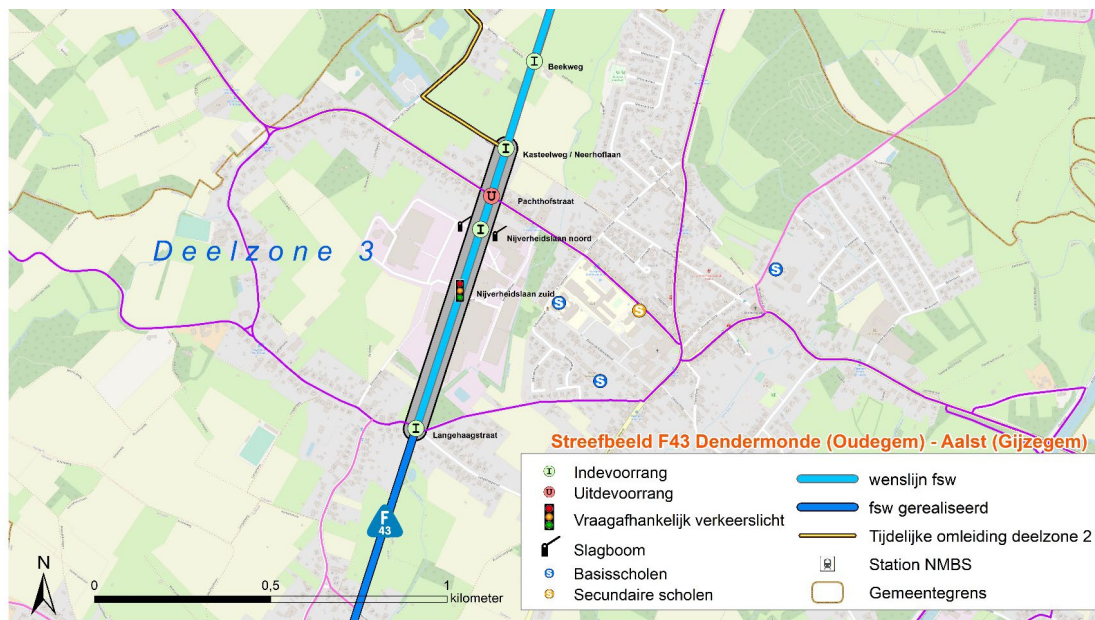 Beekweg
Kasteelweg / Neerhoflaan
Pachthofstraat
Nijverheidslaan noord
Deelzone 3
Nijverheidslaan zuid
Langehaagstraat
F
43
N
0
0,5
1
kilometer
Streefbeeld F43 Dendermonde (Oudegem) - Aalst (Gijzegem)
I Indevoorrang
U Uitdevoorrang
Vraagafhankelijk verkeerslicht
Slagboom
S Basisscholen
S Secundaire scholen
wenslijn fsw
fsw gerealiseerd
Tijdelijke omleiding deelzone 2
Station NMBS
Gemeentegrens